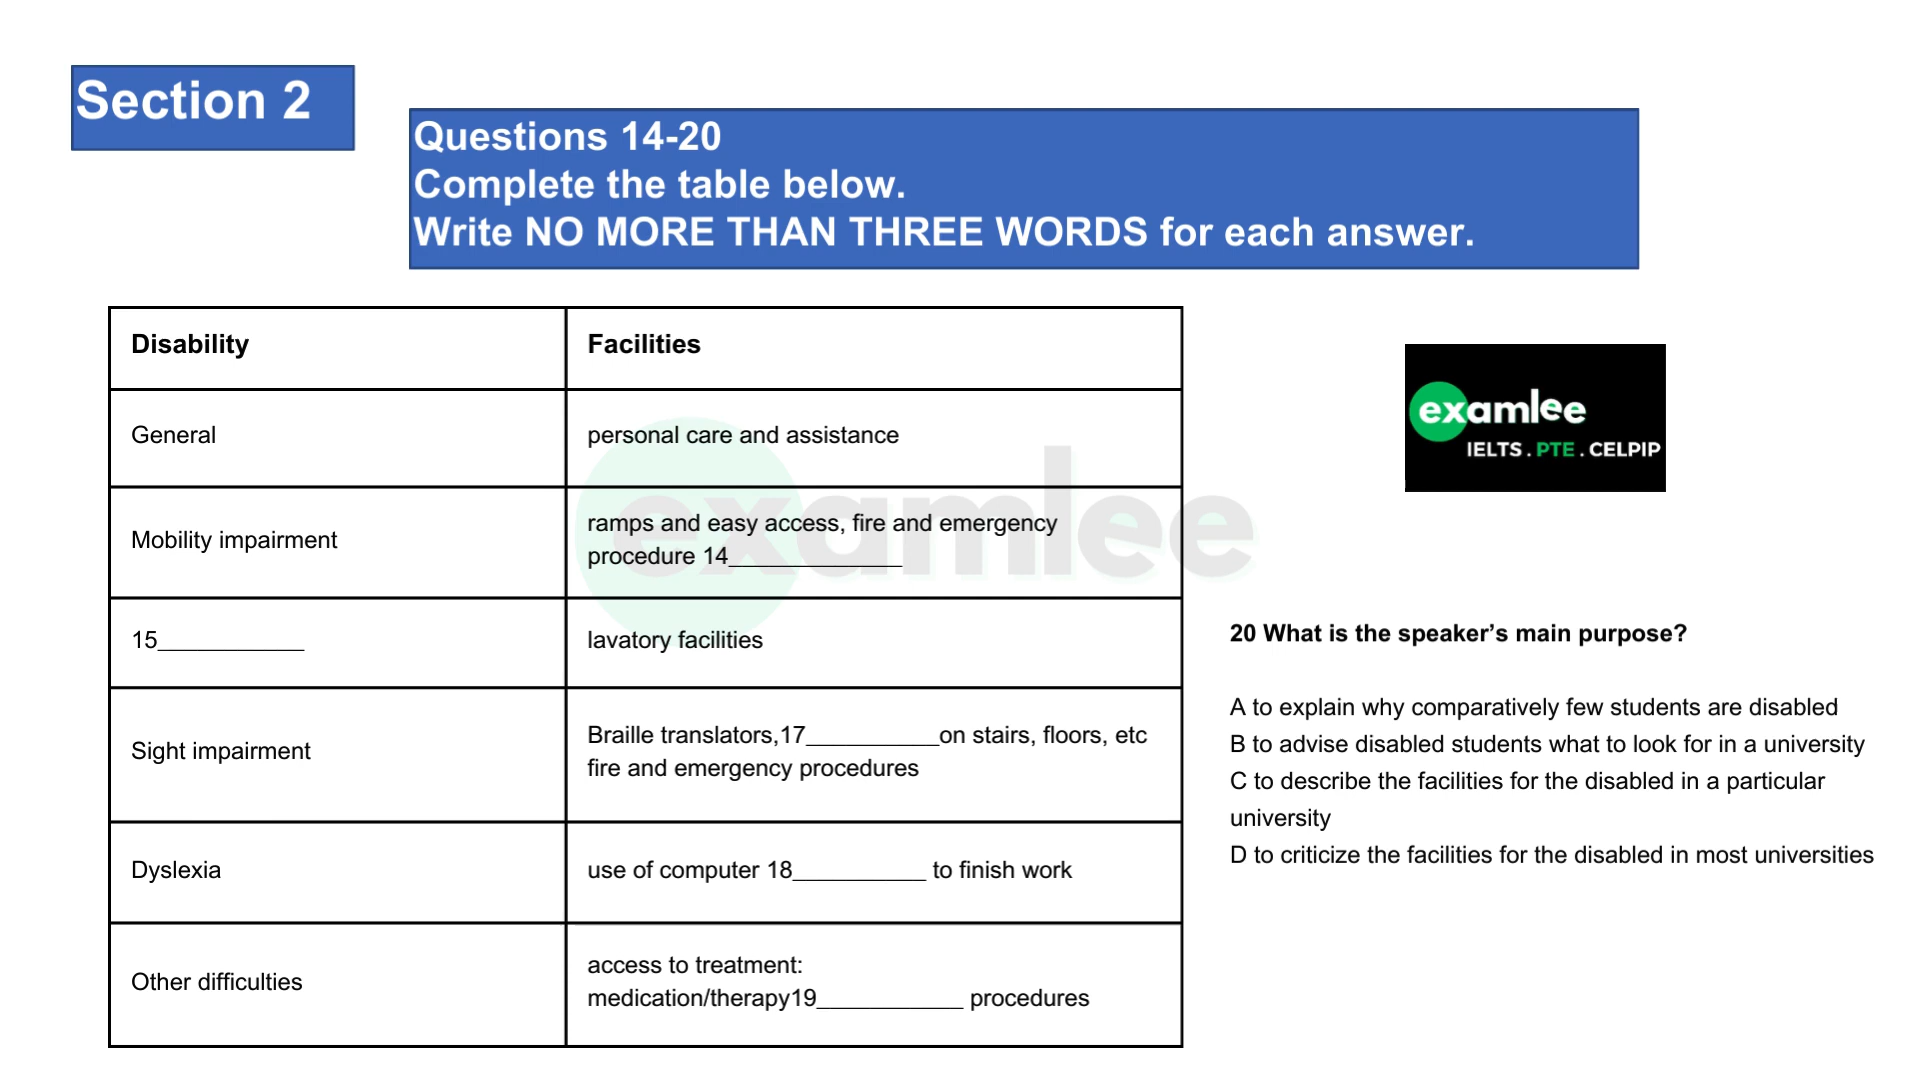 Section 2
Questions 14-20
Complete the table below.
Write NO MORE THAN THREE WORDS for each answer.
Disability Facilities
General personal care and assistance
Mobility impairment ramps and easy access, fire and emergency
procedure 14_____________
15___________ lavatory facilities
Sight impairment Braille translators,17__________on stairs, floors, etc
fire and emergency procedures
Dyslexia use of computer 18__________ to finish work
Other difficulties access to treatment:
medication/therapy19___________ procedures
examlee
examlee
IELTS . PTE . CELPIP
20 What is the speaker’s main purpose?
A to explain why comparatively few students are disabled
B to advise disabled students what to look for in a university
C to describe the facilities for the disabled in a particular
university
D to criticize the facilities for the disabled in most universities